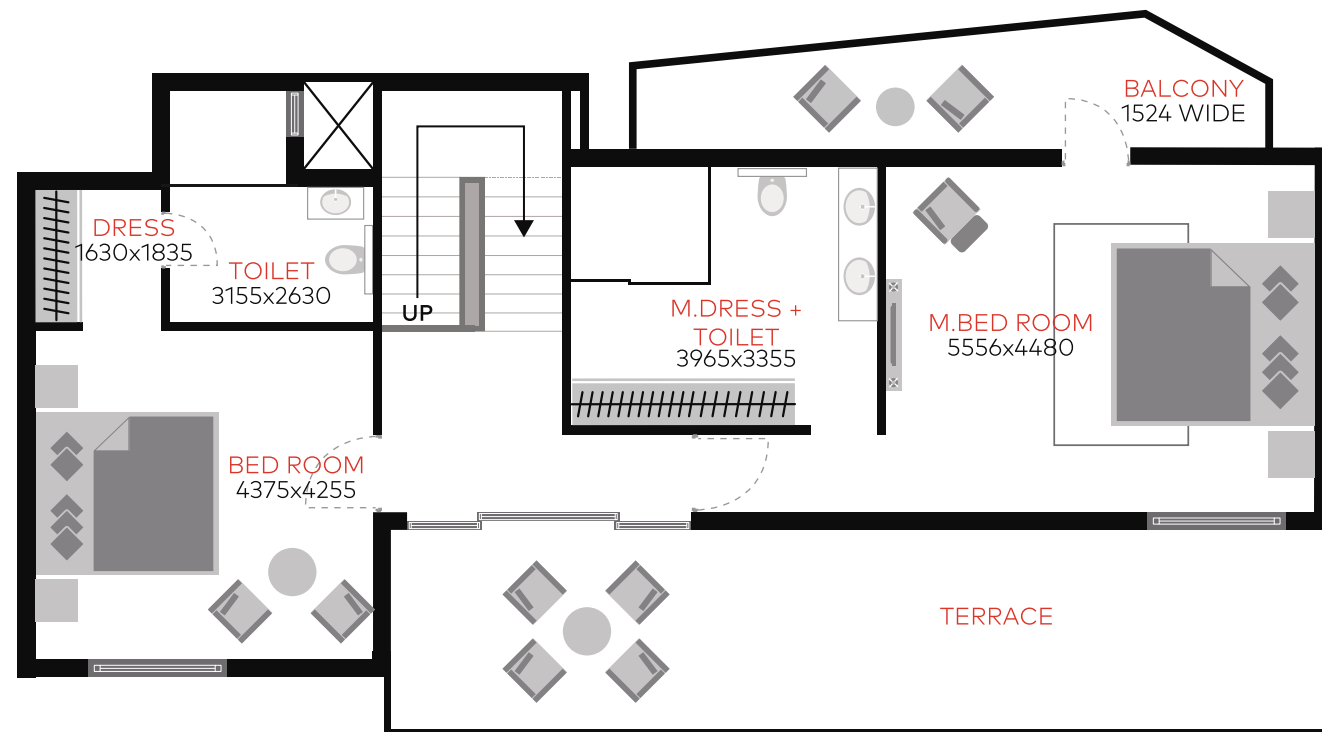 BALCONY
1524 WIDE
DRESS
1630x1835
TOILET
3155x2630
UP
M.DRESS +
TOILET
3965x3355
M.BED ROOM
5556x4480
BED ROOM
4375x4255
TERRACE